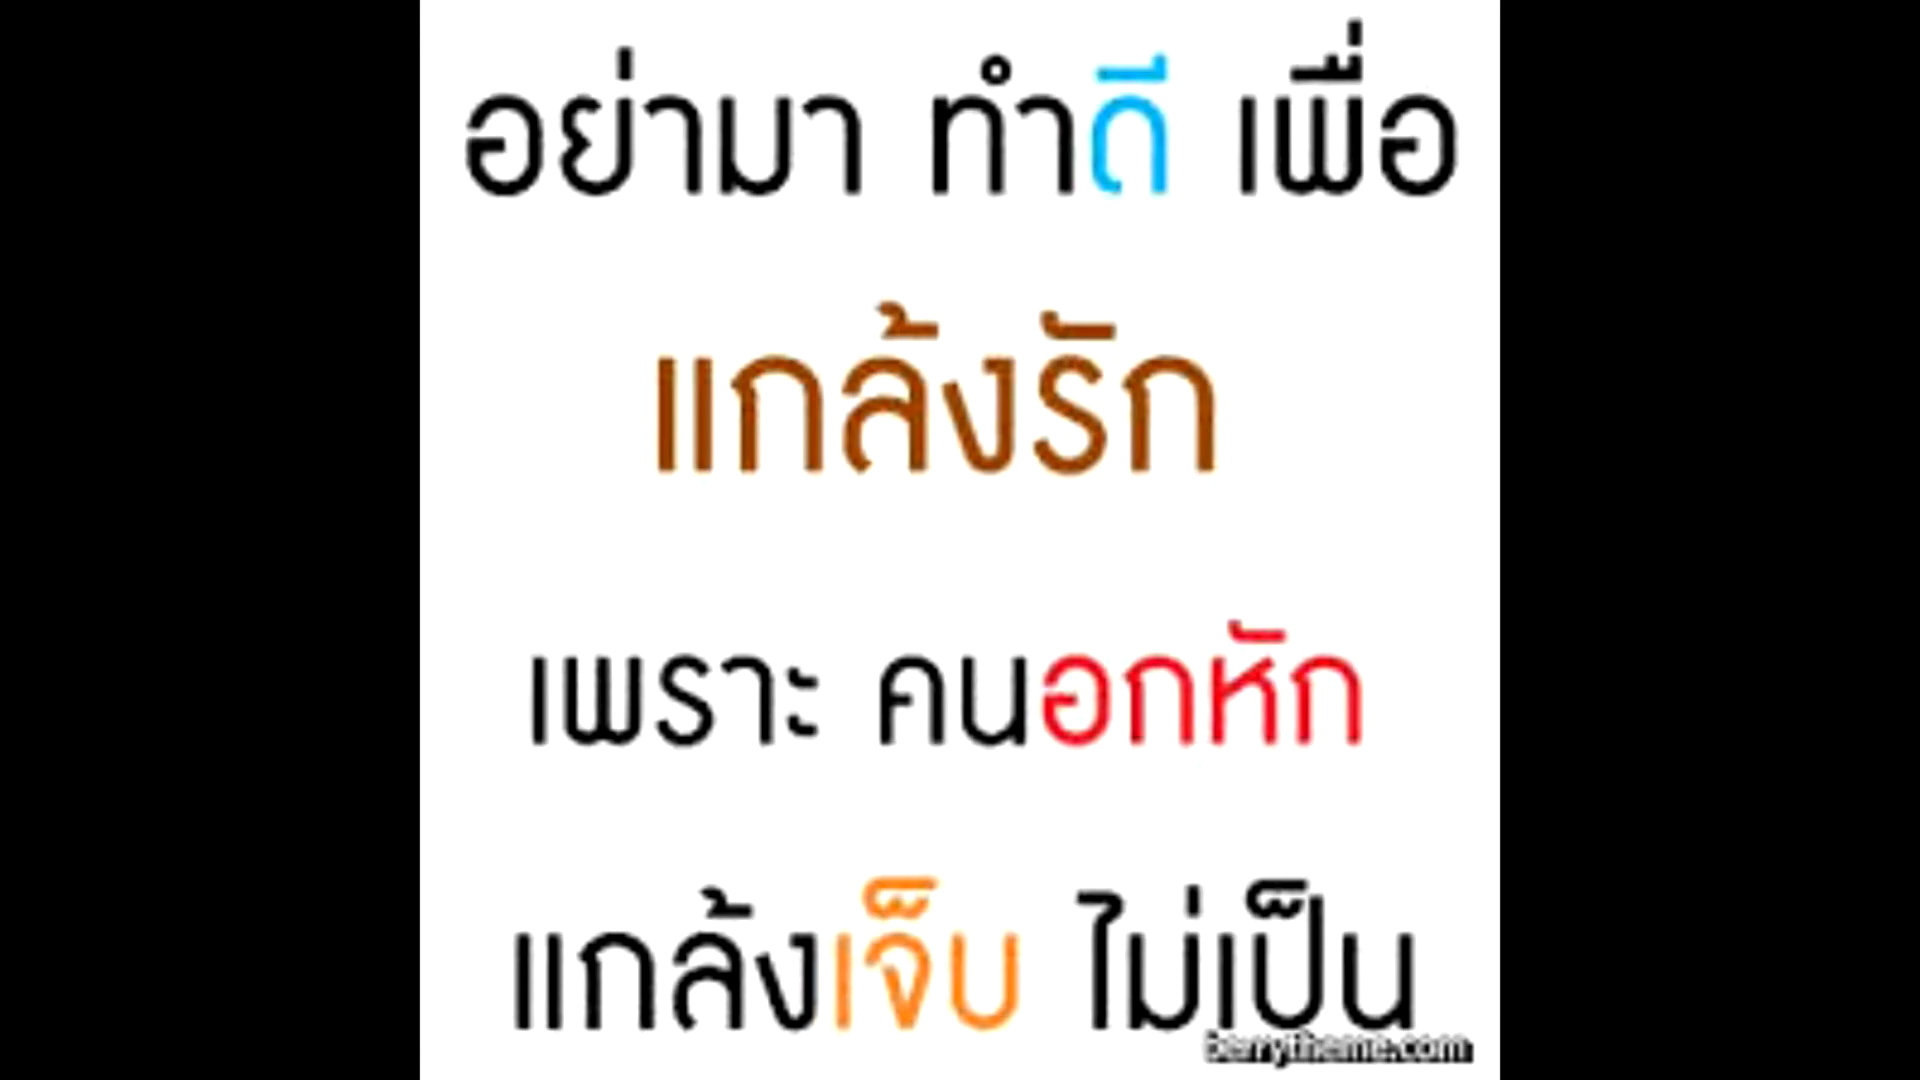 อย่ามา ทำดี เพื่อ
แกล้งรัก
เพราะ คนอกหัก
แกล้งเจ็บ ไม่เป็น